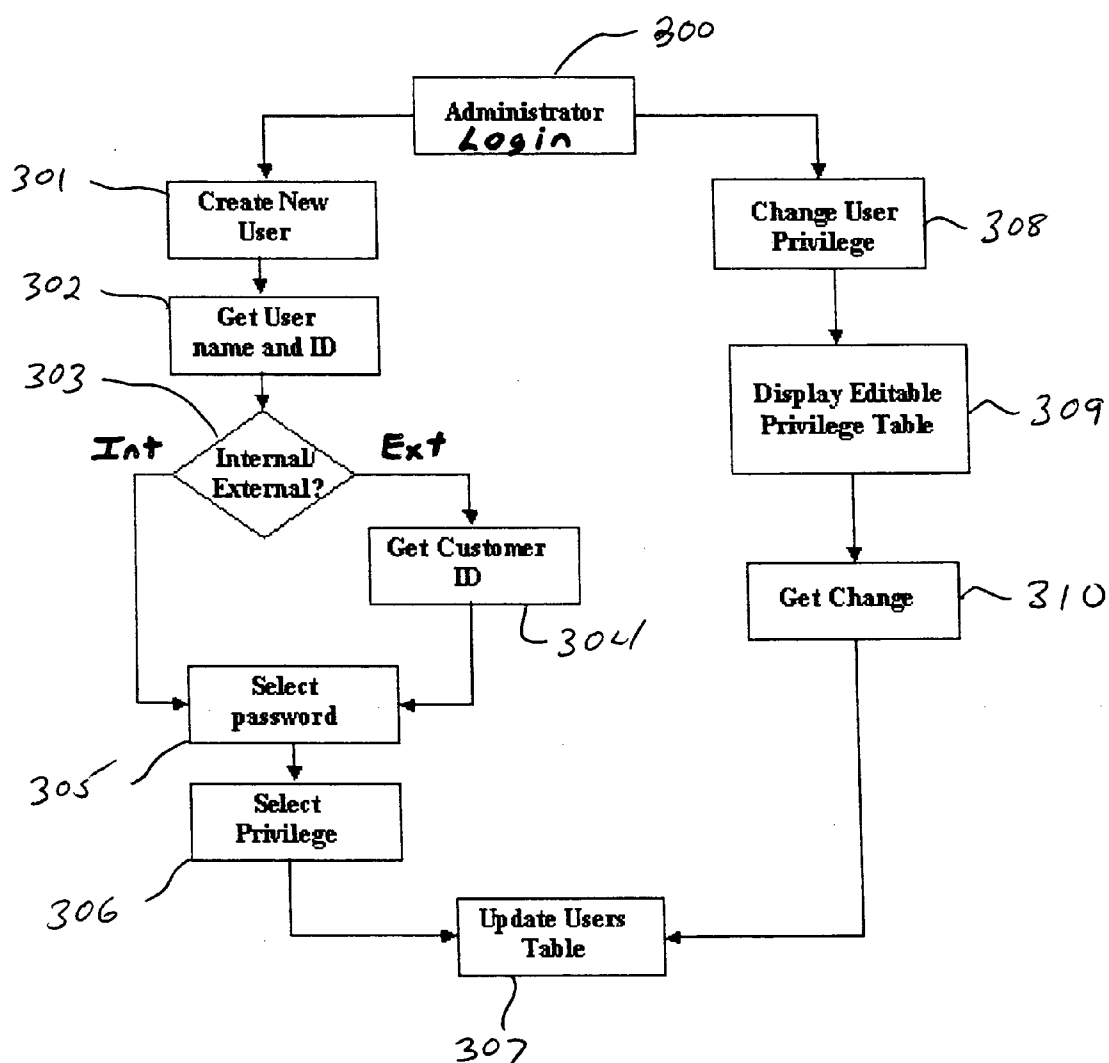 300
Administrator
Login
301
Create New
User
Change User
Privilege
308
302
Get User
name and ID
303
Int
Internal/
External?
Ext
Display Editable
Privilege Table
309
Get Customer
ID
304
Get Change
310
Select
password
305
Select
Privilege
306
Update Users
Table
307